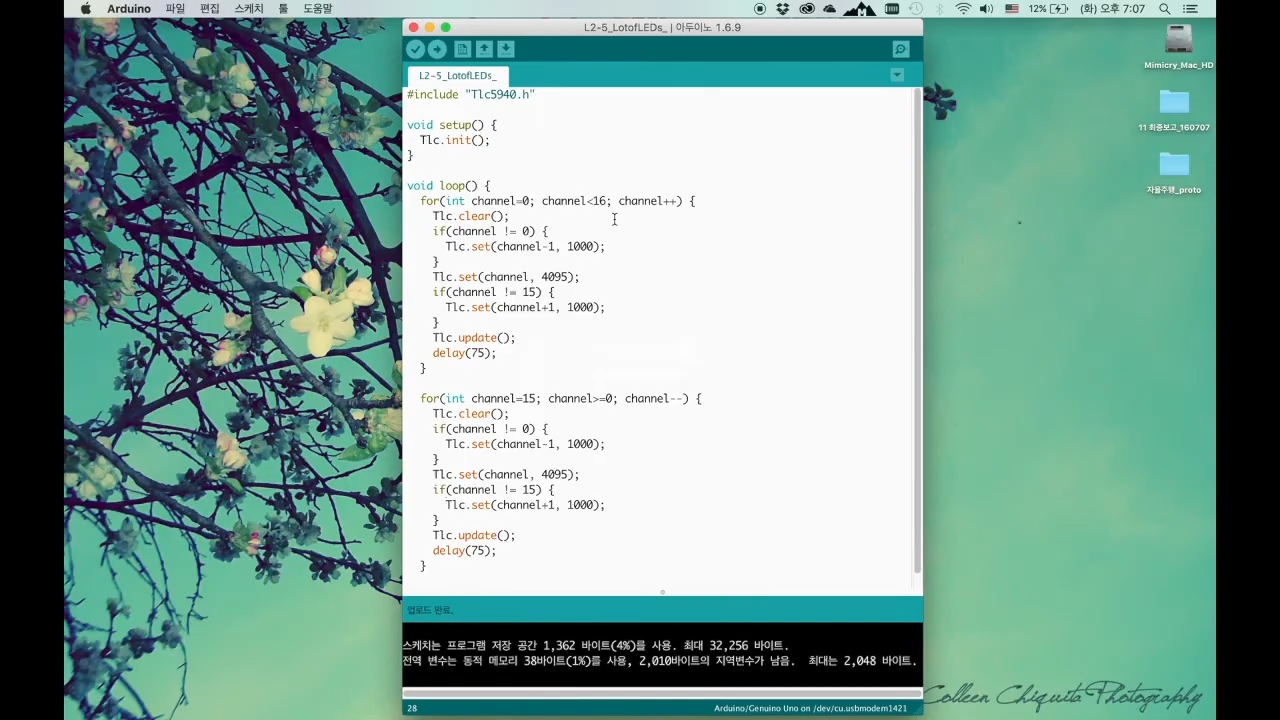 Arduino 파일 편집 스케치 툴 도움말 12% (화) 오후 7:07
L2-5_LotofLEDs_ | 아두이노 1.6.9
L2-5_LotofLEDs_
#include "Tlc5940.h"
void setup() {
Tlc.init();
}
void loop() {
for(int channel=0; channel<16; channel++) {
Tlc.clear();
if(channel != 0) {
Tlc.set(channel-1, 1000);
}
Tlc.set(channel, 4095);
if(channel != 15) {
Tlc.set(channel+1, 1000);
}
Tlc.update();
delay(75);
}
for(int channel=15; channel>=0; channel--) {
Tlc.clear();
if(channel != 0) {
Tlc.set(channel-1, 1000);
}
Tlc.set(channel, 4095);
if(channel != 15) {
Tlc.set(channel+1, 1000);
}
Tlc.update();
delay(75);
}
업로드 완료.
스케치는 프로그램 저장 공간 1,362 바이트(4%)를 사용. 최대 32,256 바이트.
전역 변수는 동적 메모리 38바이트(1%)를 사용, 2,010바이트의 지역변수가 남음. 최대는 2,048 바이트.
28 Arduino/Genuino Uno on /dev/cu.usbmodem1421
Mimicry_Mac_HD
11 최종보고_160707
자율주행_proto
Colleen Chiquita Photography